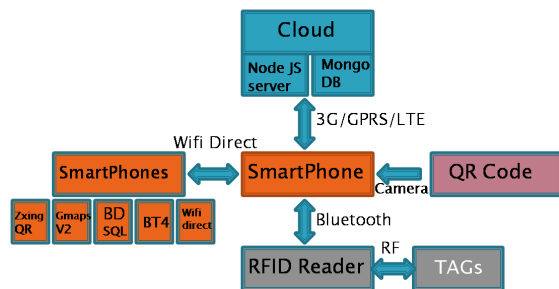 Cloud
Node JS
server
Mongo
DB
3G/GPRS/LTE
Wifi Direct
SmartPhones
SmartPhone
QR Code
Camera
Zxing
QR
Gmaps
V2
BD
SQL
BT4
Wifi
direct
Bluetooth
RFID Reader
RF
TAGs